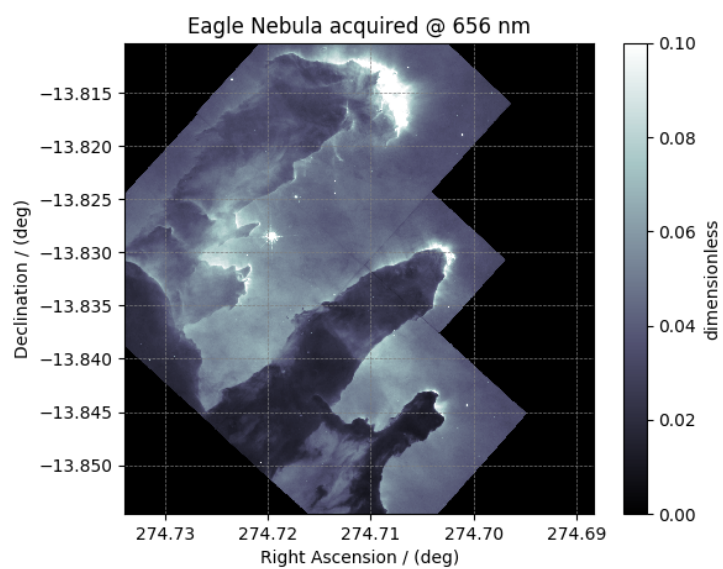 Eagle Nebula acquired @ 656 nm
Declination / (deg)
−13.815
−13.820
−13.825
−13.830
−13.835
−13.840
−13.845
−13.850
274.73 274.72 274.71 274.70 274.69
Right Ascension / (deg)
0.10
0.08
0.06
0.04
0.02
0.00
dimensionless